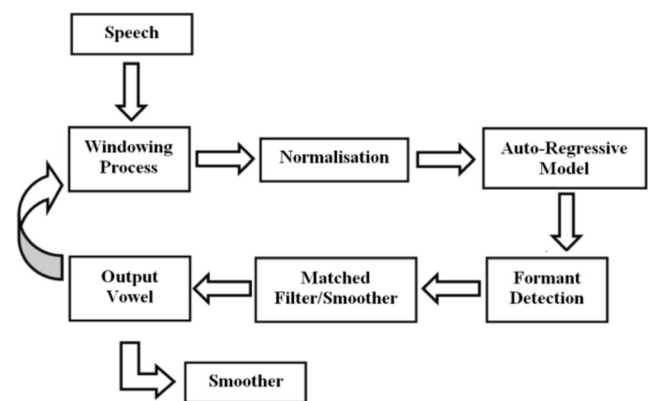 Speech
Windowing
Process
Normalisation
Auto-Regressive
Model
Output
Vowel
Matched
Filter/Smoother
Formant
Detection
Smoother